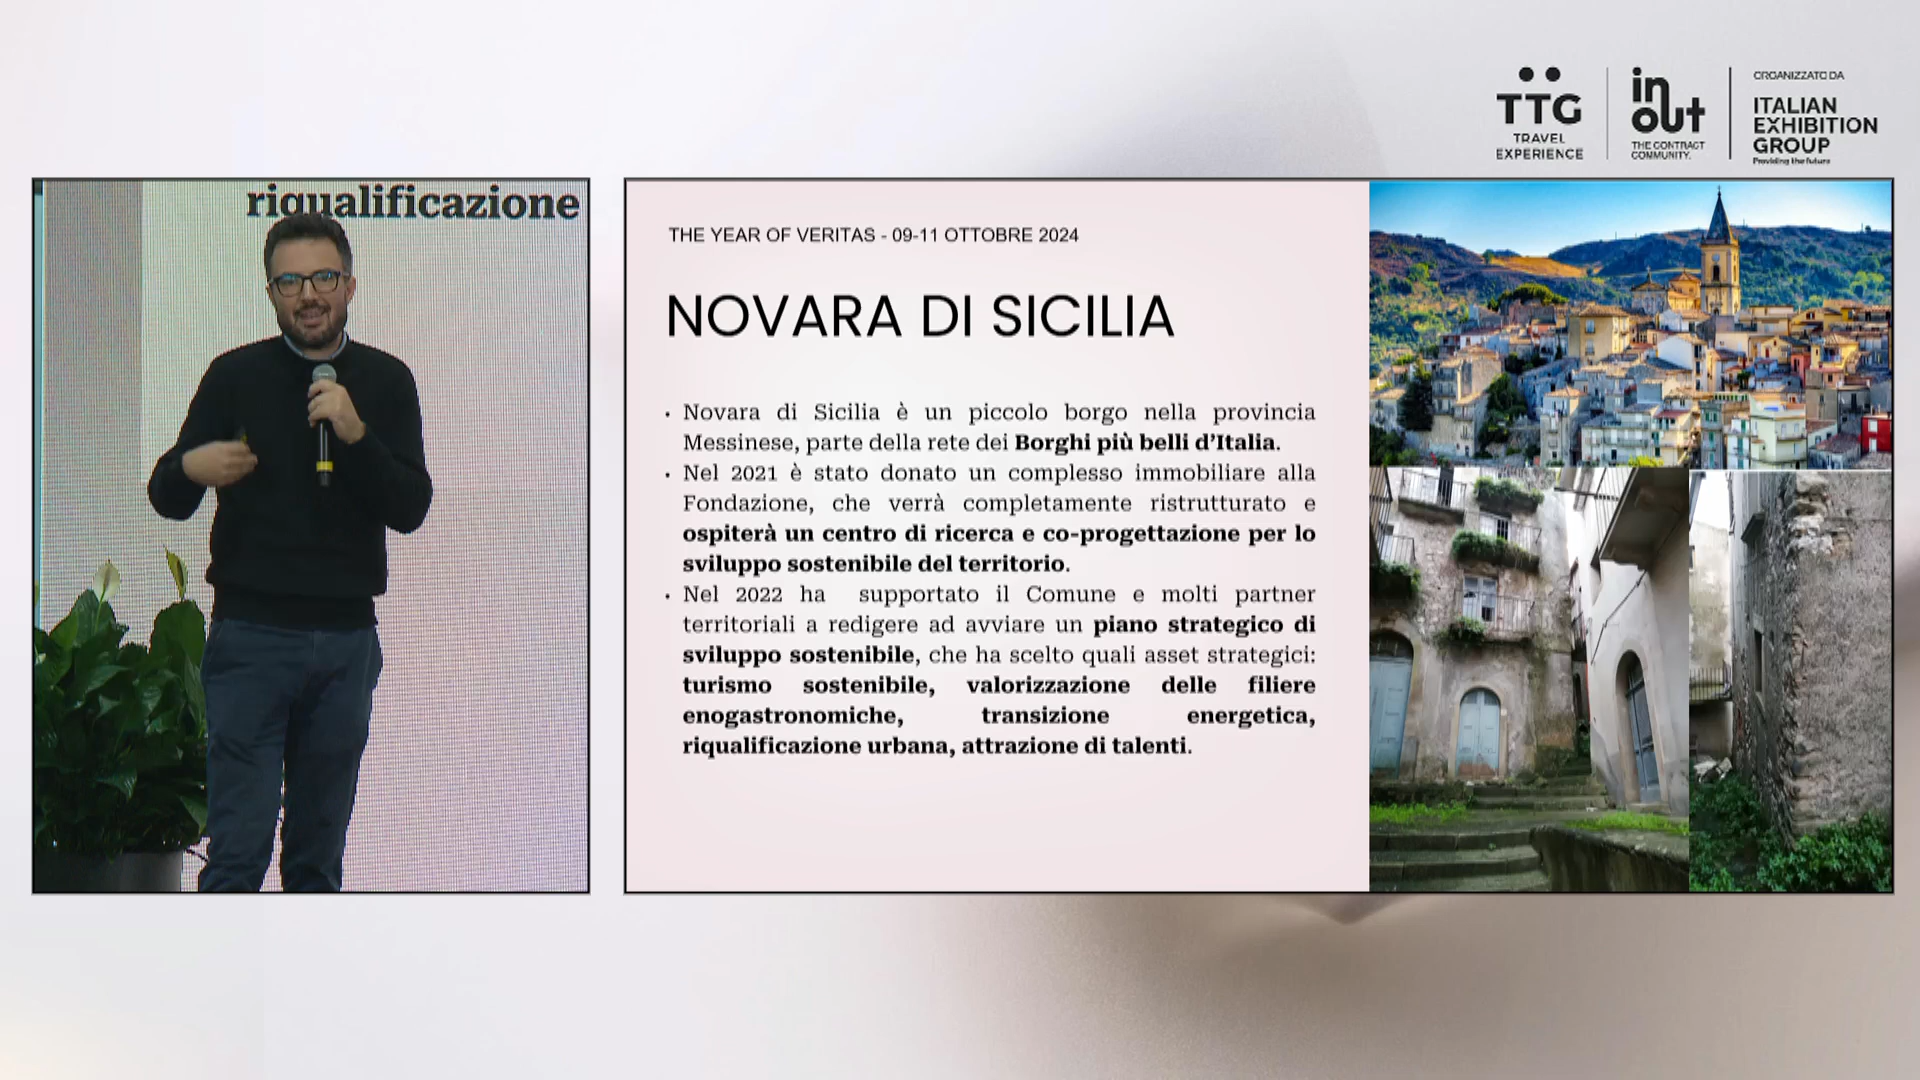 TTG
TRAVEL
EXPERIENCE
in
out
THE CONTRACT
COMMUNITY.
ORGANIZZATO DA
ITALIAN
EXHIBITION
GROUP
Providing the future
riqualificazione
THE YEAR OF VERITAS - 09-11 OTTOBRE 2024
NOVARA DI SICILIA
• Novara di Sicilia è un piccolo borgo nella provincia
Messinese, parte della rete dei Borghi più belli d’Italia.
• Nel 2021 è stato donato un complesso immobiliare alla
Fondazione, che verrà completamente ristrutturato e
ospiterà un centro di ricerca e co-progettazione per lo
sviluppo sostenibile del territorio.
• Nel 2022 ha supportato il Comune e molti partner
territoriali a redigere ad avviare un piano strategico di
sviluppo sostenibile, che ha scelto quali asset strategici:
turismo sostenibile, valorizzazione delle filiere
enogastronomiche, transizione energetica,
riqualificazione urbana, attrazione di talenti.